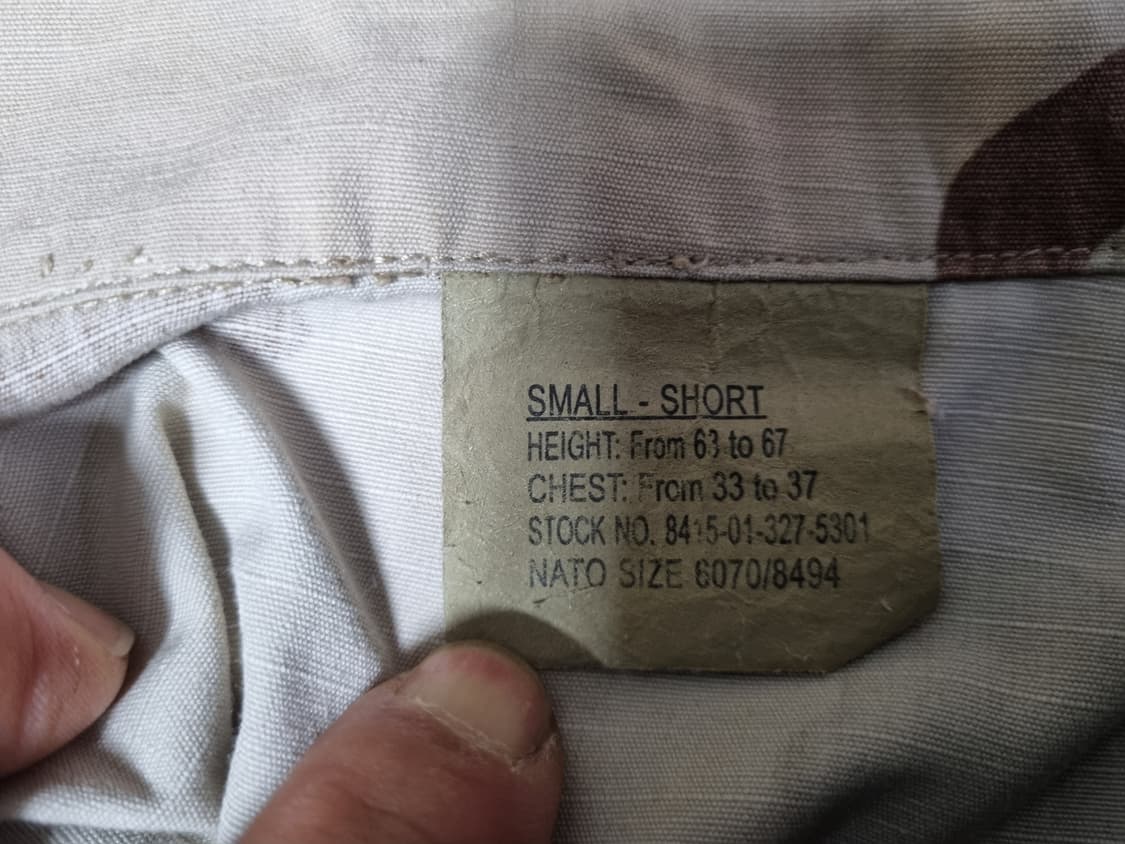 SMALL - SHORT
HEIGHT: From 63 to 67
CHEST: From 33 to 37
STOCK NO. 8415-01-327-5301
NATO SIZE 6070/8494